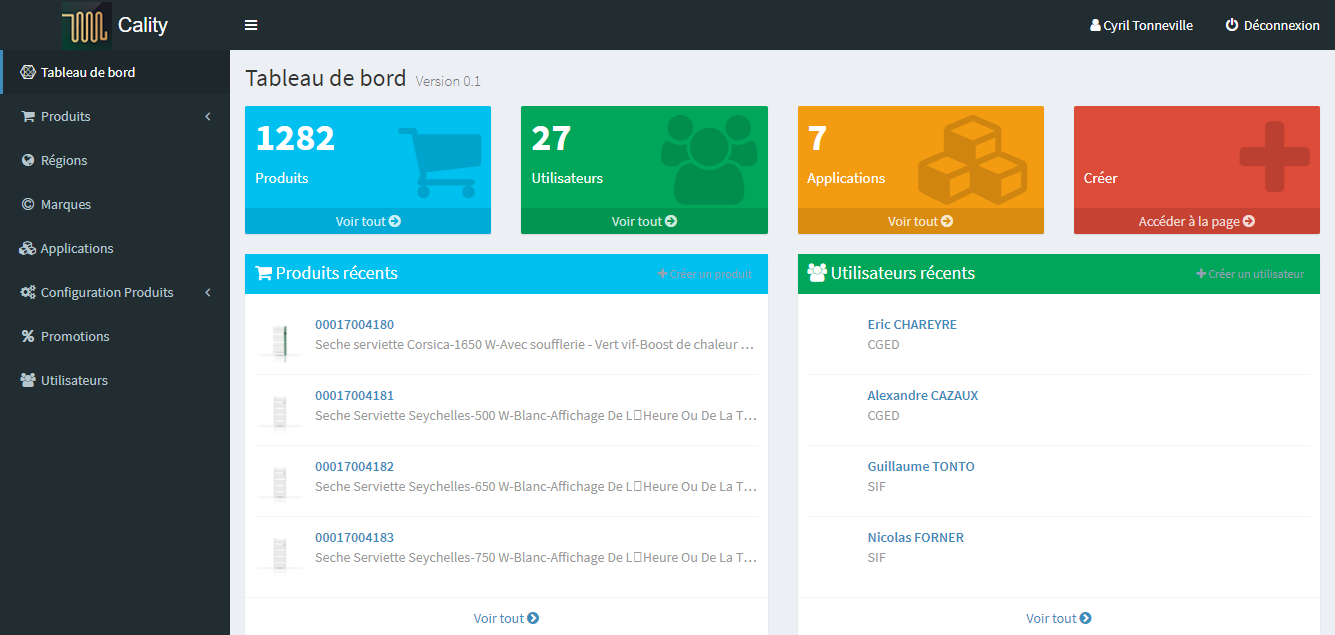 Cality
Cyril Tonneville
Déconnexion
Tableau de bord
Produits
Régions
Marques
Applications
Configuration Produits
Promotions
Utilisateurs
Tableau de bord Version 0.1
1282
Produits
Voir tout
27
Utilisateurs
Voir tout
7
Applications
Voir tout
Créer
Accéder à la page
Produits récents
Créer un produit
00017004180
Seche serviette Corsica-1650 W-Avec soufflerie - Vert vif-Boost de chaleur ...
00017004181
Seche Serviette Seychelles-500 W-Blanc-Affichage De L□Heure Ou De La T...
00017004182
Seche Serviette Seychelles-650 W-Blanc-Affichage De L□Heure Ou De La T...
00017004183
Seche Serviette Seychelles-750 W-Blanc-Affichage De L□Heure Ou De La T...
Voir tout
Utilisateurs récents
Créer un utilisateur
Eric CHAREYRE
CGED
Alexandre CAZAUX
CGED
Guillaume TONTO
SIF
Nicolas FORNER
SIF
Voir tout